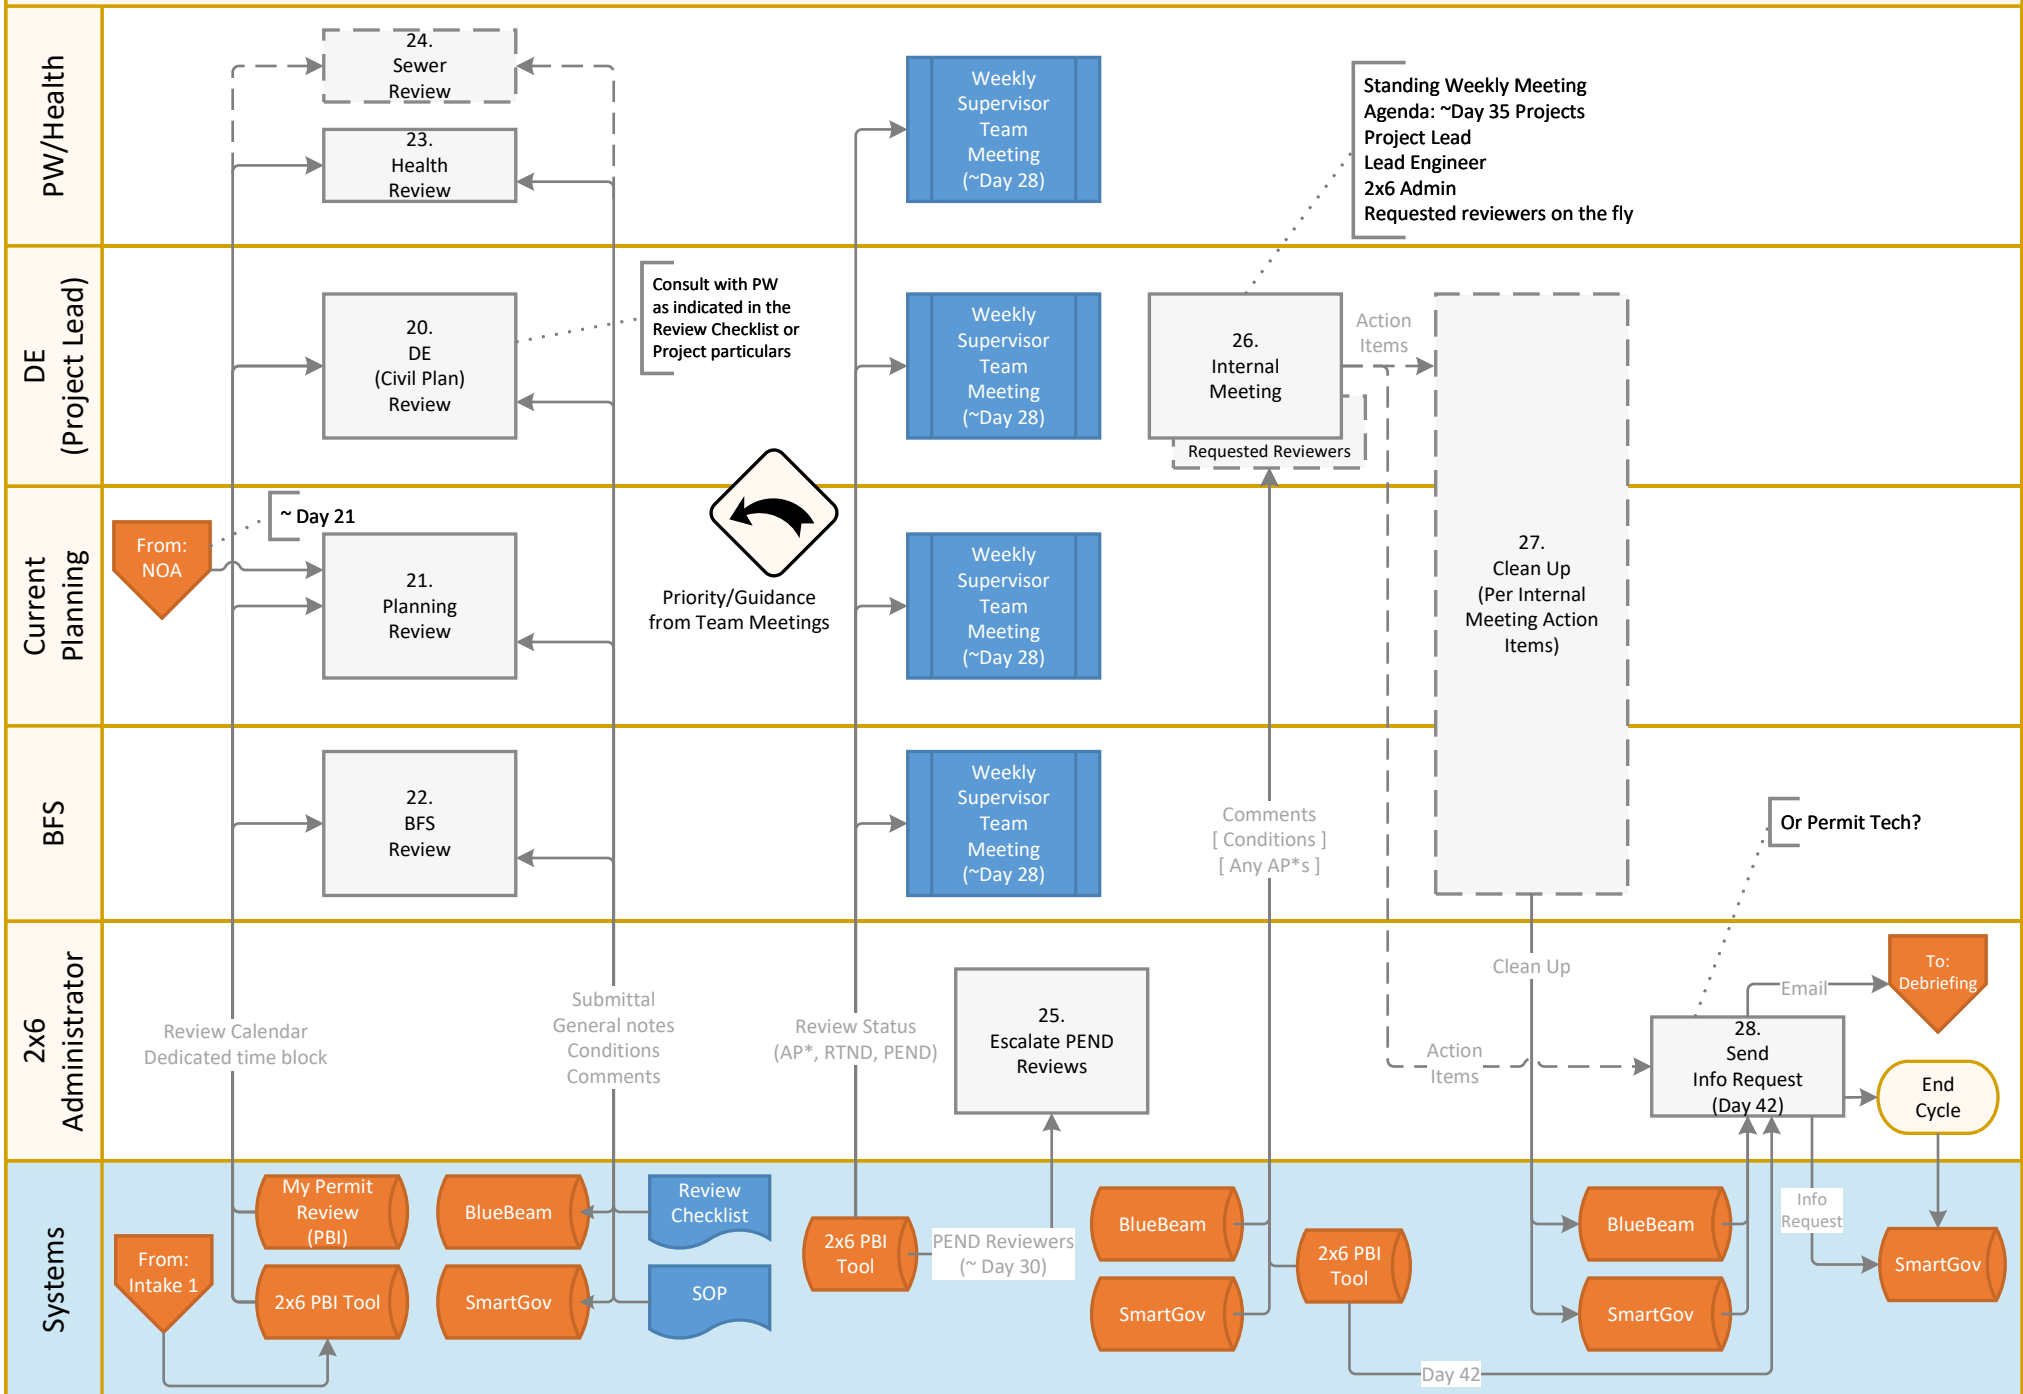 PW/Health
24.
Sewer
Review
23.
Health
Review
Weekly
Supervisor
Team
Meeting
(~Day 28)
Standing Weekly Meeting
Agenda: ~Day 35 Projects
Project Lead
Lead Engineer
2x6 Admin
Requested reviewers on the fly
DE
(Project Lead)
20.
DE
(Civil Plan)
Review
Consult with PW
as indicated in the
Review Checklist or
Project particulars
Weekly
Supervisor
Team
Meeting
(~Day 28)
26.
Internal
Meeting
Requested Reviewers
Action
Items
Current
Planning
From:
NOA
~ Day 21
21.
Planning
Review
Priority/Guidance
from Team Meetings
Weekly
Supervisor
Team
Meeting
(~Day 28)
27.
Clean Up
(Per Internal
Meeting Action
Items)
BFS
22.
BFS
Review
Weekly
Supervisor
Team
Meeting
(~Day 28)
Comments
[ Conditions ]
[ Any AP*s ]
Or Permit Tech?
2x6
Administrator
Review Calendar
Dedicated time block
Submittal
General notes
Conditions
Comments
Review Status
(AP*, RTND, PEND)
25.
Escalate PEND
Reviews
Action
Items
Clean Up
28.
Send
Info Request
(Day 42)
Email
To:
Debriefing
End
Cycle
Systems
From:
Intake 1
My Permit
Review
(PBI)
2x6 PBI Tool
BlueBeam
SmartGov
Review
Checklist
SOP
2x6 PBI
Tool
PEND Reviewers
(~ Day 30)
BlueBeam
SmartGov
2x6 PBI
Tool
Day 42
BlueBeam
SmartGov
Info
Request
SmartGov